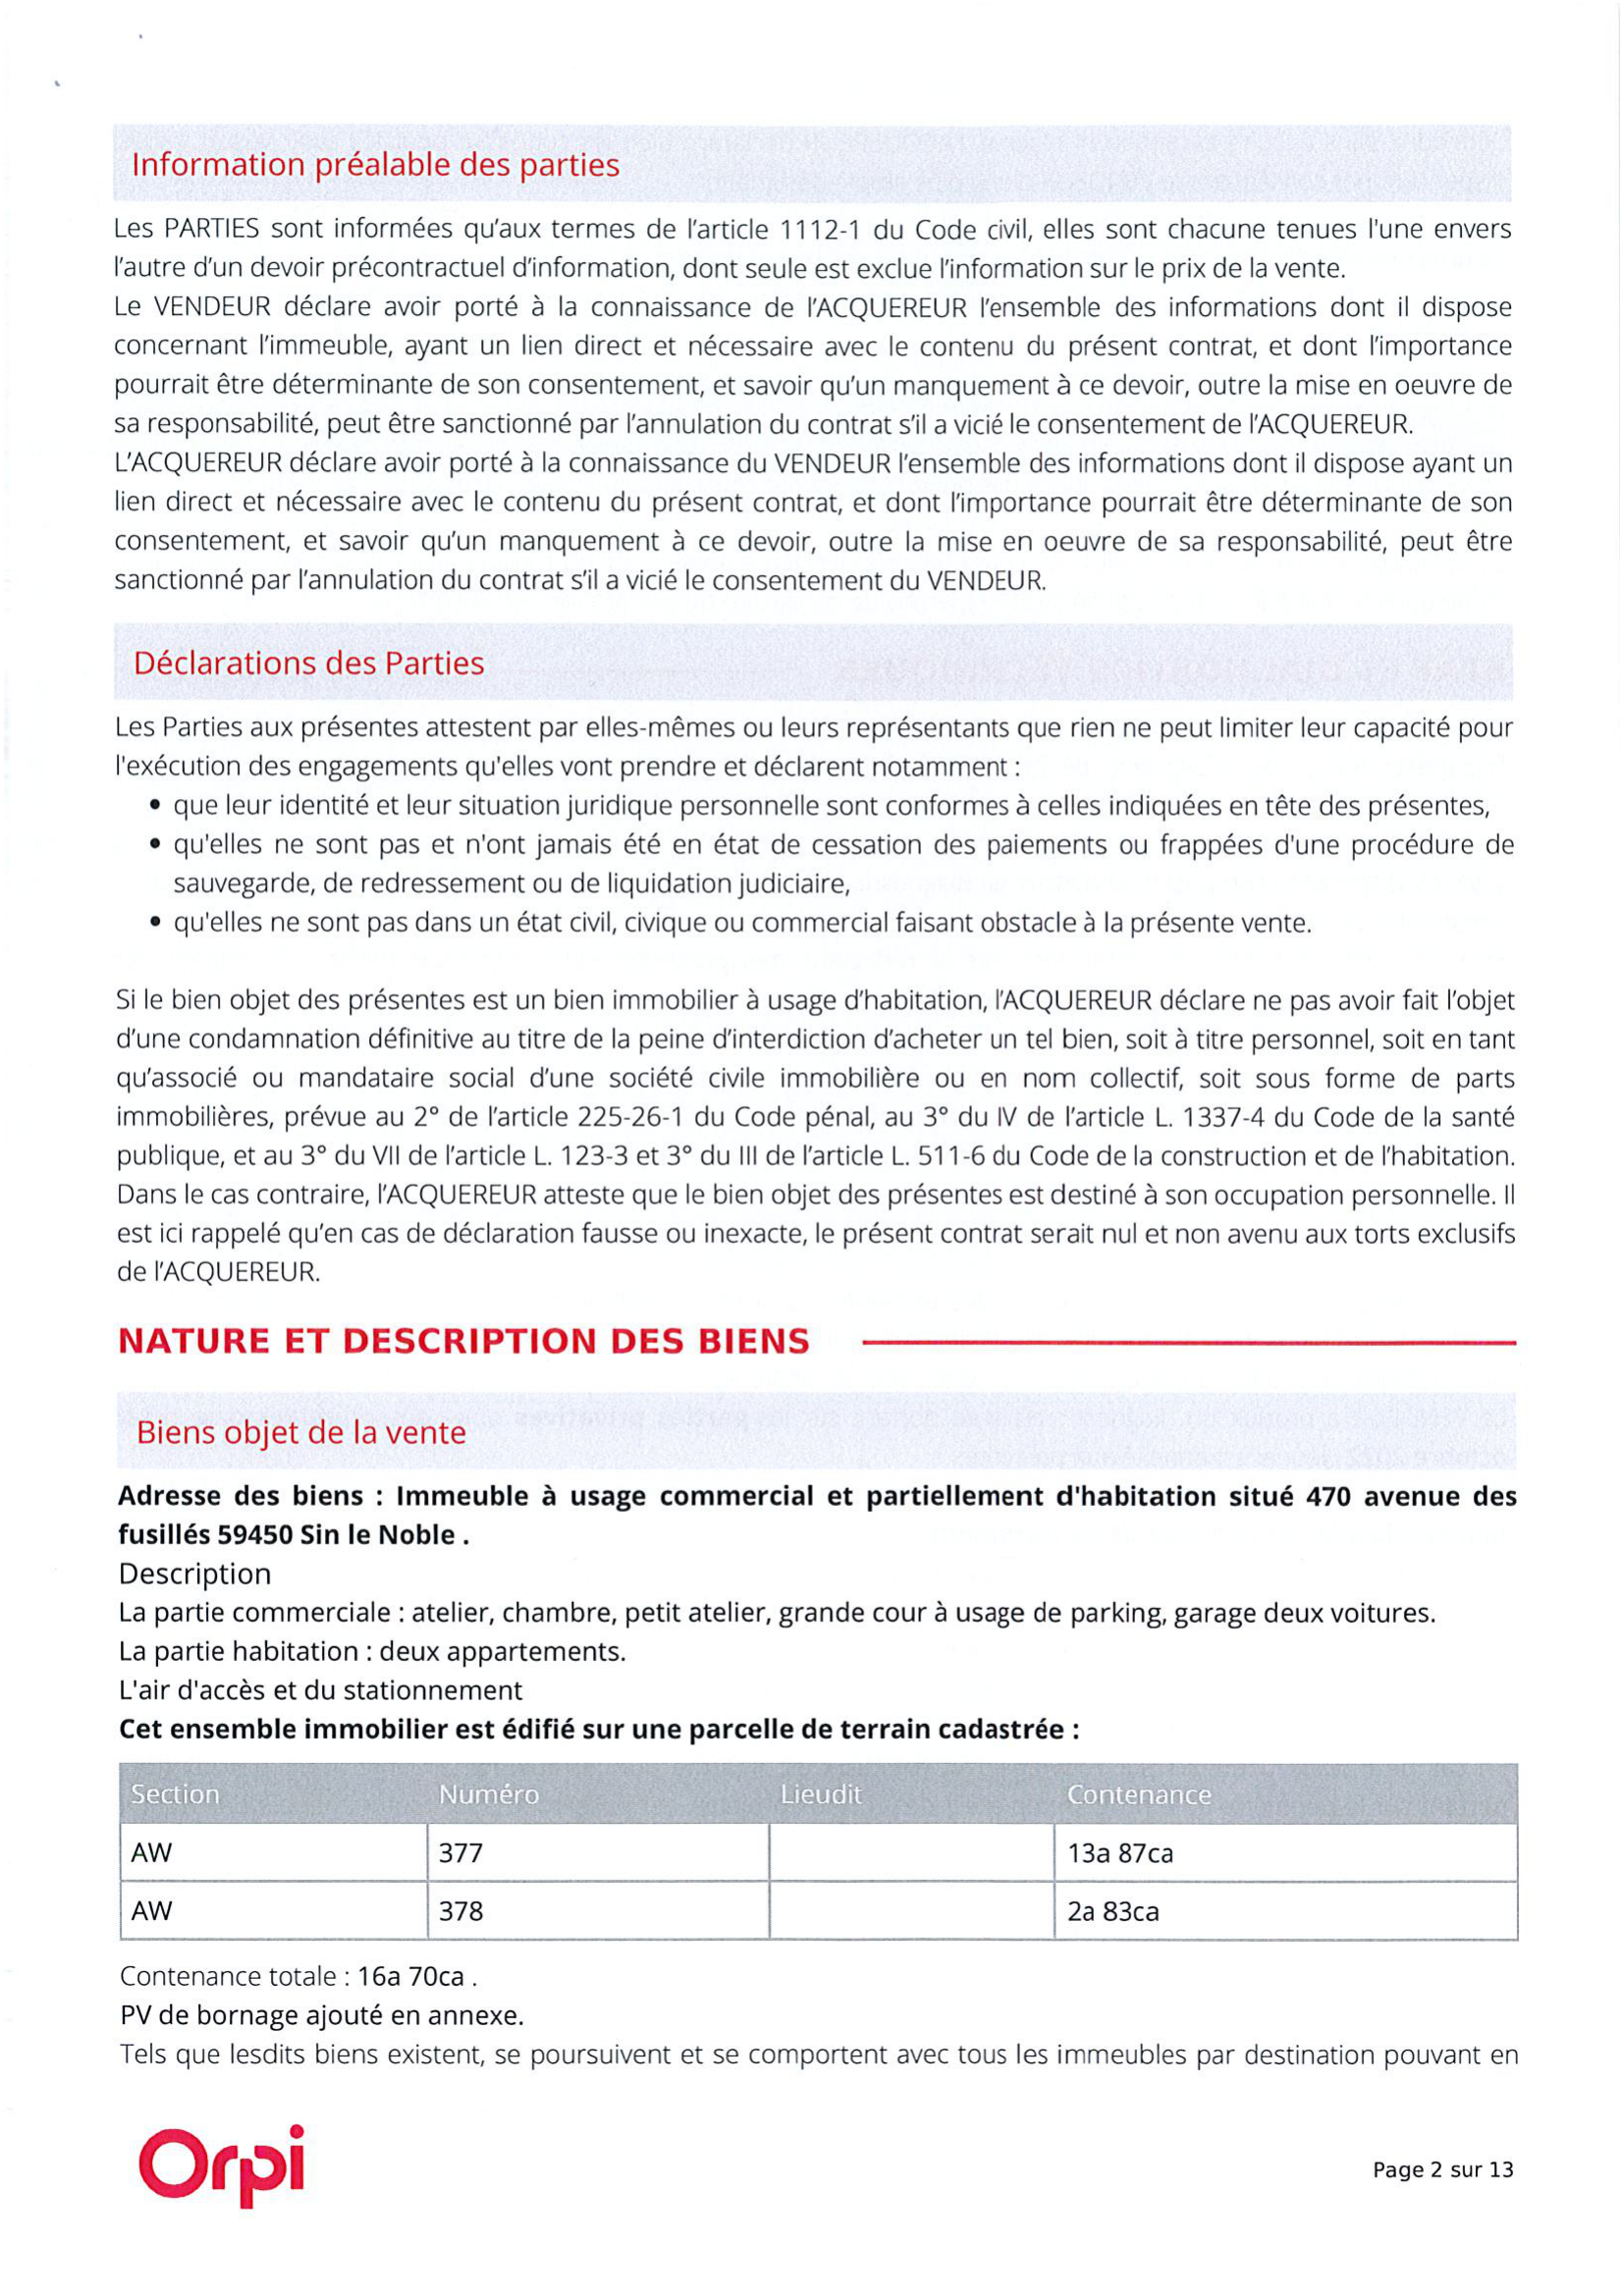 Information préalable des parties
Les PARTIES sont informées qu’aux termes de l’article 1112-1 du Code civil, elles sont chacune tenues l'une envers
l’autre d’un devoir précontractuel d’information, dont seule est exclue l’information sur le prix de la vente.
Le VENDEUR déclare avoir porté à la connaissance de l’ACQUEREUR l’ensemble des informations dont il dispose
concernant l’immeuble, ayant un lien direct et nécessaire avec le contenu du présent contrat, et dont l’importance
pourrait être déterminante de son consentement, et savoir qu’un manquement à ce devoir, outre la mise en oeuvre de
sa responsabilité, peut être sanctionné par l’annulation du contrat s’il a vicié le consentement de l’ACQUEREUR.
L’ACQUEREUR déclare avoir porté à la connaissance du VENDEUR l’ensemble des informations dont il dispose ayant un
lien direct et nécessaire avec le contenu du présent contrat, et dont l’importance pourrait être déterminante de son
consentement, et savoir qu’un manquement à ce devoir, outre la mise en oeuvre de sa responsabilité, peut être
sanctionné par l’annulation du contrat s’il a vicié le consentement du VENDEUR.
Déclarations des Parties
Les Parties aux présentes attestent par elles-mêmes ou leurs représentants que rien ne peut limiter leur capacité pour
l'exécution des engagements qu'elles vont prendre et déclarent notamment :
• que leur identité et leur situation juridique personnelle sont conformes à celles indiquées en tête des présentes,
• qu'elles ne sont pas et n'ont jamais été en état de cessation des paiements ou frappées d'une procédure de
sauvegarde, de redressement ou de liquidation judiciaire,
• qu'elles ne sont pas dans un état civil, civique ou commercial faisant obstacle à la présente vente.
Si le bien objet des présentes est un bien immobilier à usage d’habitation, l’ACQUEREUR déclare ne pas avoir fait l’objet
d’une condamnation définitive au titre de la peine d’interdiction d’acheter un tel bien, soit à titre personnel, soit en tant
qu’associé ou mandataire social d’une société civile immobilière ou en nom collectif, soit sous forme de parts
immobilières, prévue au 2° de l’article 225-26-1 du Code pénal, au 3° du IV de l’article L. 1337-4 du Code de la santé
publique, et au 3° du VII de l’article L. 123-3 et 3° du III de l’article L. 511-6 du Code de la construction et de l’habitation.
Dans le cas contraire, l’ACQUEREUR atteste que le bien objet des présentes est destiné à son occupation personnelle. Il
est ici rappelé qu’en cas de déclaration fausse ou inexacte, le présent contrat serait nul et non avenu aux torts exclusifs
de l’ACQUEREUR.
NATURE ET DESCRIPTION DES BIENS
Biens objet de la vente
Adresse des biens : Immeuble à usage commercial et partiellement d'habitation situé 470 avenue des
fusillés 59450 Sin le Noble .
Description
La partie commerciale : atelier, chambre, petit atelier, grande cour à usage de parking, garage deux voitures.
La partie habitation : deux appartements.
L'air d'accès et du stationnement
Cet ensemble immobilier est édifié sur une parcelle de terrain cadastrée :
Section Numéro Lieudit Contenance
AW 377 13a 87ca
AW 378 2a 83ca
Contenance totale : 16a 70ca .
PV de bornage ajouté en annexe.
Tels que lesdits biens existent, se poursuivent et se comportent avec tous les immeubles par destination pouvant en
Orpi
Page 2 sur 13